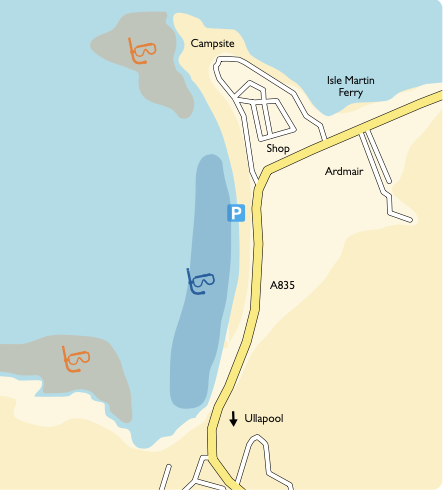 Campsite
Isle Martin
Ferry
Shop
Ardmair
P
A835
Ullapool